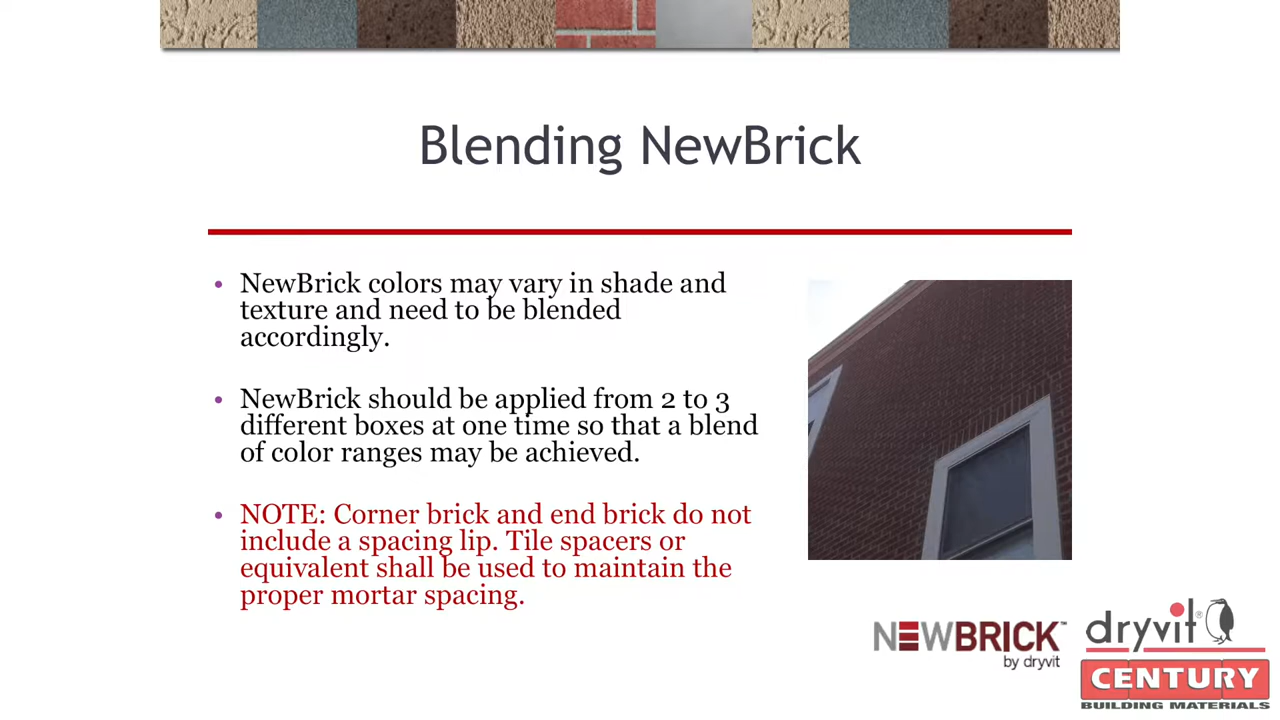 Blending NewBrick
• NewBrick colors may vary in shade and
texture and need to be blended
accordingly.
• NewBrick should be applied from 2 to 3
different boxes at one time so that a blend
of color ranges may be achieved.
• NOTE: Corner brick and end brick do not
include a spacing lip. Tile spacers or
equivalent shall be used to maintain the
proper mortar spacing.
NEWBRICK™
by dryvit
dryvit®
CENTURY
BUILDING MATERIALS